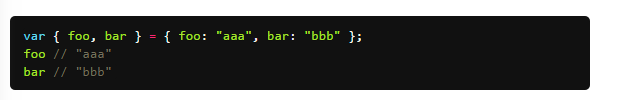 var { foo, bar } = { foo: "aaa", bar: "bbb" };
foo // "aaa"
bar // "bbb"